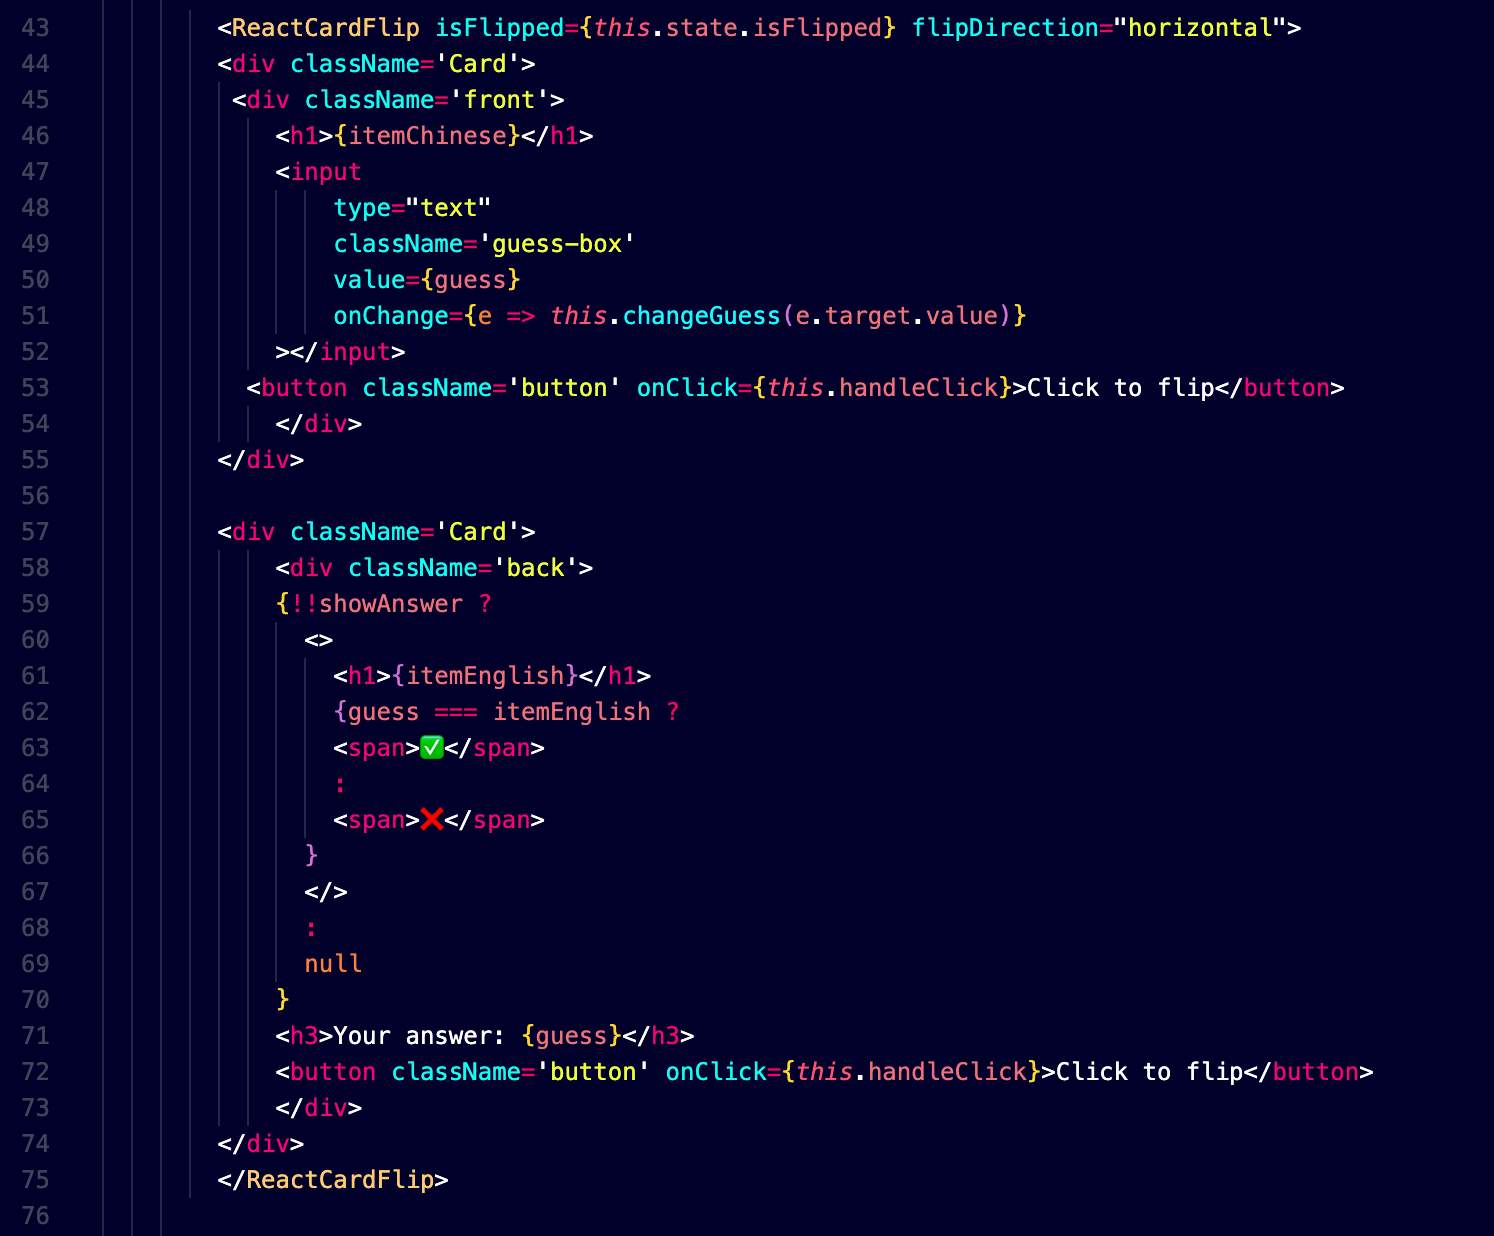 43 <ReactCardFlip isFlipped={this.state.isFlipped} flipDirection="horizontal">
44 <div className='Card'>
45 <div className='front'>
46 <h1>{itemChinese}</h1>
47 <input
48 type="text"
49 className='guess-box'
50 value={guess}
51 onChange={e => this.changeGuess(e.target.value)}
52 ></input>
53 <button className='button' onClick={this.handleClick}>Click to flip</button>
54 </div>
55 </div>
56
57 <div className='Card'>
58 <div className='back'>
59 {!!showAnswer ?
60 <>
61 <h1>{itemEnglish}</h1>
62 {guess === itemEnglish ?
63 <span>✅</span>
64 :
65 <span>❌</span>
66 }
67 </>
68 :
69 null
70 }
71 <h3>Your answer: {guess}</h3>
72 <button className='button' onClick={this.handleClick}>Click to flip</button>
73 </div>
74 </div>
75 </ReactCardFlip>
76